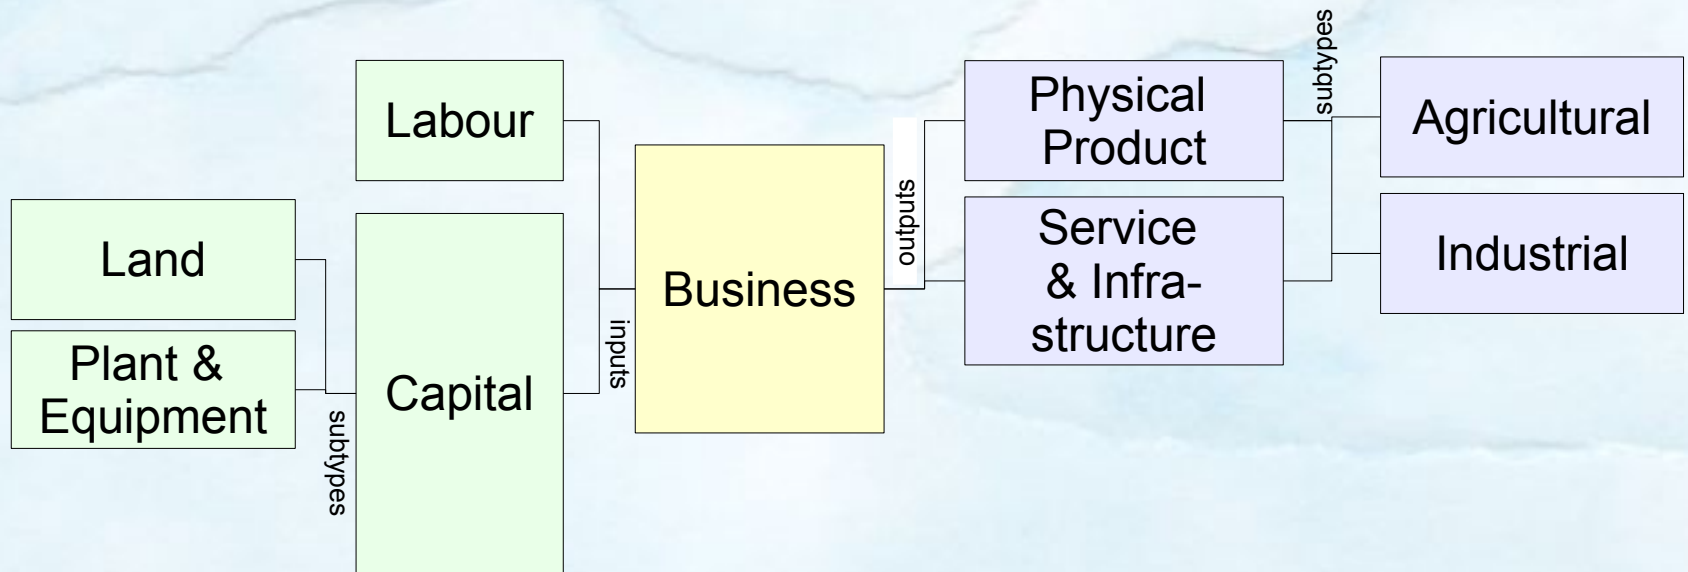 Land
Plant &
Equipment
subtypes
Labour
Capital
inputs
Business
outputs
Physical
Product
Service
& Infra-
structure
subtypes
Agricultural
Industrial